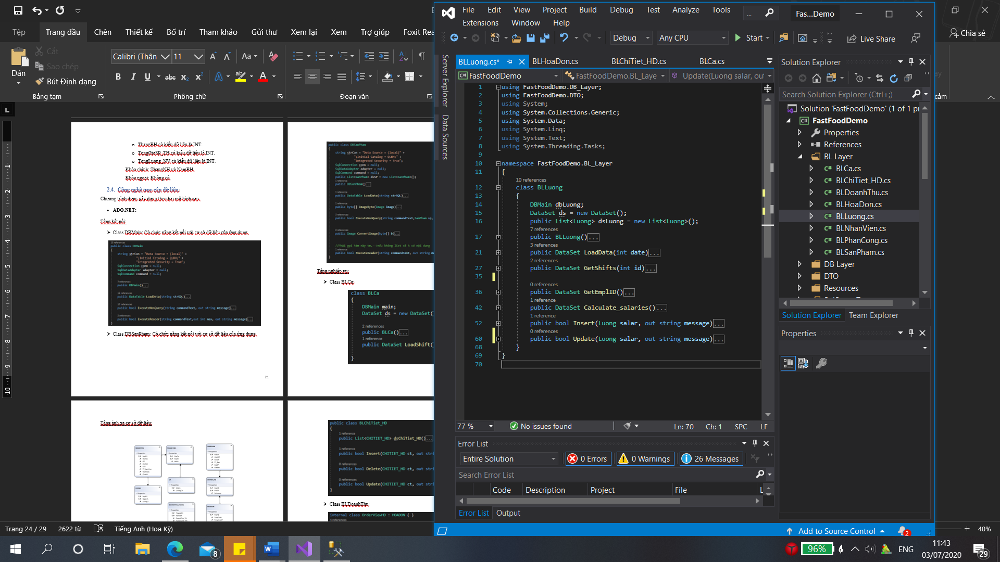 Tệp
Trang đầu
Chèn
Thiết kế
Bố trí
Tham khảo
Gửi thư
Xem lại
Xem
Trợ giúp
Foxit Rea
Chia sẻ
Dán
Cắt
Sao chép
Bút Định dạng
Bảng tạm
Calibri (Thân
11
Phông chữ
Đoạn văn
ThangBH có kiểu dữ liệu là INT.
TongGiaSP_TH có kiểu dữ liệu là INT.
TongLuong_NV có kiểu dữ liệu là INT.
Khóa chính: ThangNH và NamBH.
Khóa ngoại: Không có
2.4. Công nghệ truy cập dữ liệu:
Chương trình được xây dựng theo hai mô hình sau:
ADO.NET:
Tầng kết nối:
Class DBMain: Có chức năng kết nối với cơ sở dữ liệu của ứng dụng.
public class DBMain
{
string strCon = "Data Source = (local)" +
";Initial Catalog = QLBH;" +
"Integrated Security = True";
SqlConnection conn = null;
SqlDataAdapter adapter = null;
SqlCommand command = null;
public DBMain()...
public DataTable LoadData(string strSQL)...
public bool ExecuteNonQuery(string commandText, out string message)...
public bool ExecuteReader(string commandText,out int max, out string message)...
}
Class DBSanPham: Có chức năng kết nối với cơ sở dữ liệu của ứng dụng.
21
public class DBSanPham
{
string strCon = "Data Source = (local)" +
";Initial Catalog = QLBH;" +
"Integrated Security = True";
SqlConnection conn = null;
SqlDataAdapter adapter = null;
SqlCommand command = null;
public List<SanPham> dsSP = new List<SanPham>();
public DBSanPham()...
public DataTable LoadData(string strSQL)...
public byte[] ImageByte(Image image)...
public bool ExecuteNonQuery(string commandText,SanPham sp,
public Image ConvertImage(byte[] b)...
public bool ExecuteReader(string commandText, out string m
}
Tầng nghiệp vụ:
Class BLCa:
class BLCa
{
DBMain main;
DataSet ds = new DataSet(
2 references
public BLCa()...
1 reference
public DataSet LoadShift(
}
Tầng ánh xạ cơ sở dữ liệu:
public class BLChiTiet_HD
{
1 reference
public List<CHITIET_HD> dsChiTiet_HD()...
1 reference
public bool Insert(CHITIET_HD ct, out stri
0 references
public bool Delete(CHITIET_HD ct, out stri
0 references
public bool Update(CHITIET_HD ct, out stri
}
Class BLDoanhThu:
internal class OrderViewHD : HOADON { }
4 references
Trang 24 / 29
2622 từ
Tiếng Anh (Hoa Kỳ)
40%
File
Edit
View
Project
Build
Debug
Test
Analyze
Tools
Extensions
Window
Help
...
Fas...Demo
Debug
Any CPU
Start
Live Share
Server Explorer
Data Sources
BLLuong.cs*
BLHoaDon.cs
BLChiTiet_HD.cs
BLCa.cs
FastFoodDemo
FastFoodDemo.BL_Laye
Update(Luong salar, out
1 using FastFoodDemo.DB_Layer;
2 using FastFoodDemo.DTO;
3 using System;
4 using System.Collections.Generic;
5 using System.Data;
6 using System.Linq;
7 using System.Text;
8 using System.Threading.Tasks;
9
10 namespace FastFoodDemo.BL_Layer
11 {
10 references
12 class BLLuong
13 {
14 DBMain dbLuong;
15 DataSet ds = new DataSet();
16 public List<Luong> dsLuong = new List<Luong>();
7 references
17 public BLLuong()...
3 references
21 public DataSet LoadData(int date)...
2 references
27 public DataSet GetShifts(int id)...
35
0 references
36 public DataSet GetEmplID()...
1 reference
42 public DataSet Calculate_salaries()...
1 reference
52 public bool Insert(Luong salar, out string message)...
0 references
60 public bool Update(Luong salar, out string message)...
68 }
69 }
70
77 %
No issues found
Ln: 70
Ch: 1
SPC
LF
Error List
Entire Solution
0 Errors
0 Warnings
26 Messages
Search Error List
Code
Description
Project
File
L
Error List
Output
Solution Explorer
Search Solution Explorer (Ctrl+;)
Solution 'FastFoodDemo' (1 of 1 pr
FastFoodDemo
Properties
References
BL Layer
BLCa.cs
BLChiTiet_HD.cs
BLDoanhThu.cs
BLHoaDon.cs
BLLuong.cs
BLNhanVien.cs
BLPhanCong.cs
BLSanPham.cs
DB Layer
DTO
Resources
Solution Explorer
Team Explorer
Properties
Add to Source Control
2
8
96%
ENG
11:43
03/07/2020
29